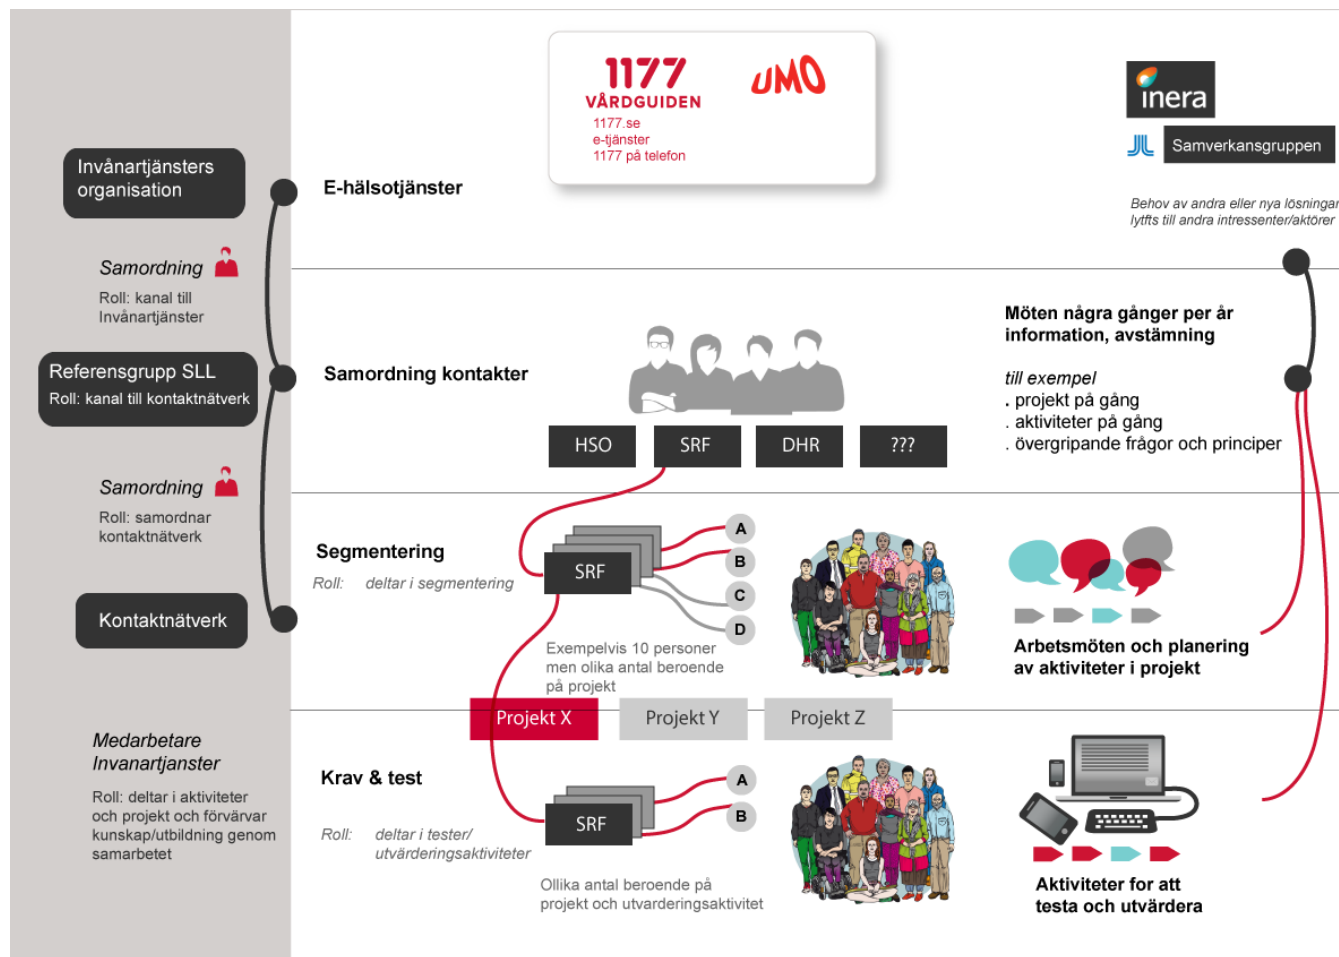 Invånartjänsters
organisation
Samordning
Roll: kanal till
Invånartjänster
Referensgrupp SLL
Roll: kanal till kontaktnätverk
Samordning
Roll: samordnar
kontaktnätverk
Kontaktnätverk
Medarbetare
Invanartjanster
Roll: deltar i aktiviteter
och projekt och förvärvar
kunskap/utbildning genom
samarbetet
E-hälsotjänster
1177
VÅRDGUIDEN
1177.se
e-tjänster
1177 på telefon
UMO
inera
Samverkansgruppen
Behov av andra eller nya lösningar
lytfts till andra intressenter/aktörer
Samordning kontakter
HSO
SRF
DHR
???
Möten några gånger per år
information, avstämning
till exempel
. projekt på gång
. aktiviteter på gång
. övergripande frågor och principer
Segmentering
Roll: deltar i segmentering
SRF
A
B
C
D
Exempelvis 10 personer
men olika antal beroende
på projekt
Arbetsmöten och planering
av aktiviteter i projekt
Projekt X
Projekt Y
Projekt Z
Krav & test
Roll: deltar i tester/
utvärderingsaktiviteter
SRF
A
B
Ollika antal beroende på
projekt och utvarderingsaktivitet
Aktiviteter for att
testa och utvärdera